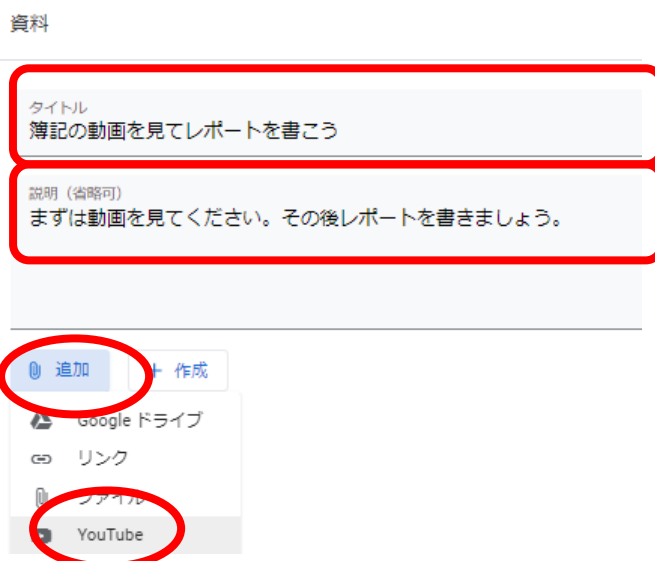 資料
タイトル
簿記の動画を見てレポートを書こう
説明（省略可）
まずは動画を見てください。その後レポートを書きましょう。
追加
+ 作成
Google ドライブ
リンク
ファイル
YouTube